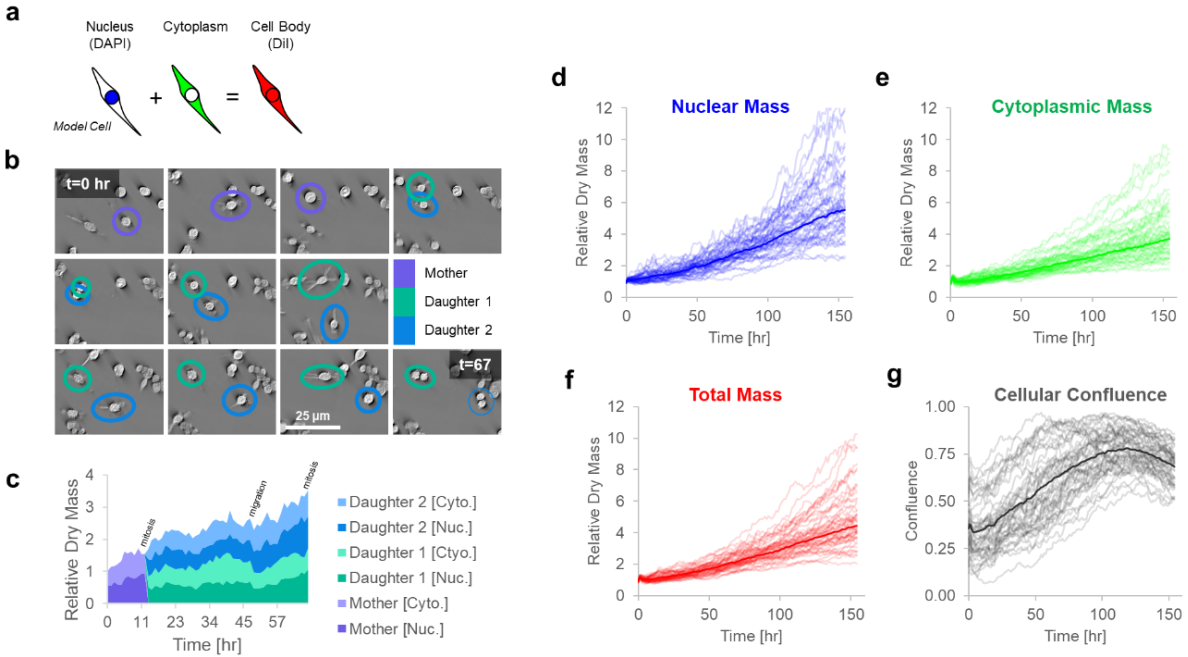 a
Nucleus
(DAPI)
Cytoplasm
Cell Body
(DiI)
+
=
Model Cell
b
t=0 hr
Mother
Daughter 1
Daughter 2
t=67
25 µm
c
Relative Dry Mass
4
3
2
1
0
mitosis
migration
mitosis
0 11 23 34 45 57
Time [hr]
Daughter 2 [Cyto.]
Daughter 2 [Nuc.]
Daughter 1 [Ctyo.]
Daughter 1 [Nuc.]
Mother [Cyto.]
Mother [Nuc.]
d
Nuclear Mass
Relative Dry Mass
12
10
8
6
4
2
0
0 50 100 150
Time [hr]
e
Cytoplasmic Mass
Relative Dry Mass
12
10
8
6
4
2
0
0 50 100 150
Time [hr]
f
Total Mass
Relative Dry Mass
12
10
8
6
4
2
0
0 50 100 150
Time [hr]
g
Cellular Confluence
Confluence
1.00
0.75
0.50
0.25
0.00
0 50 100 150
Time [hr]